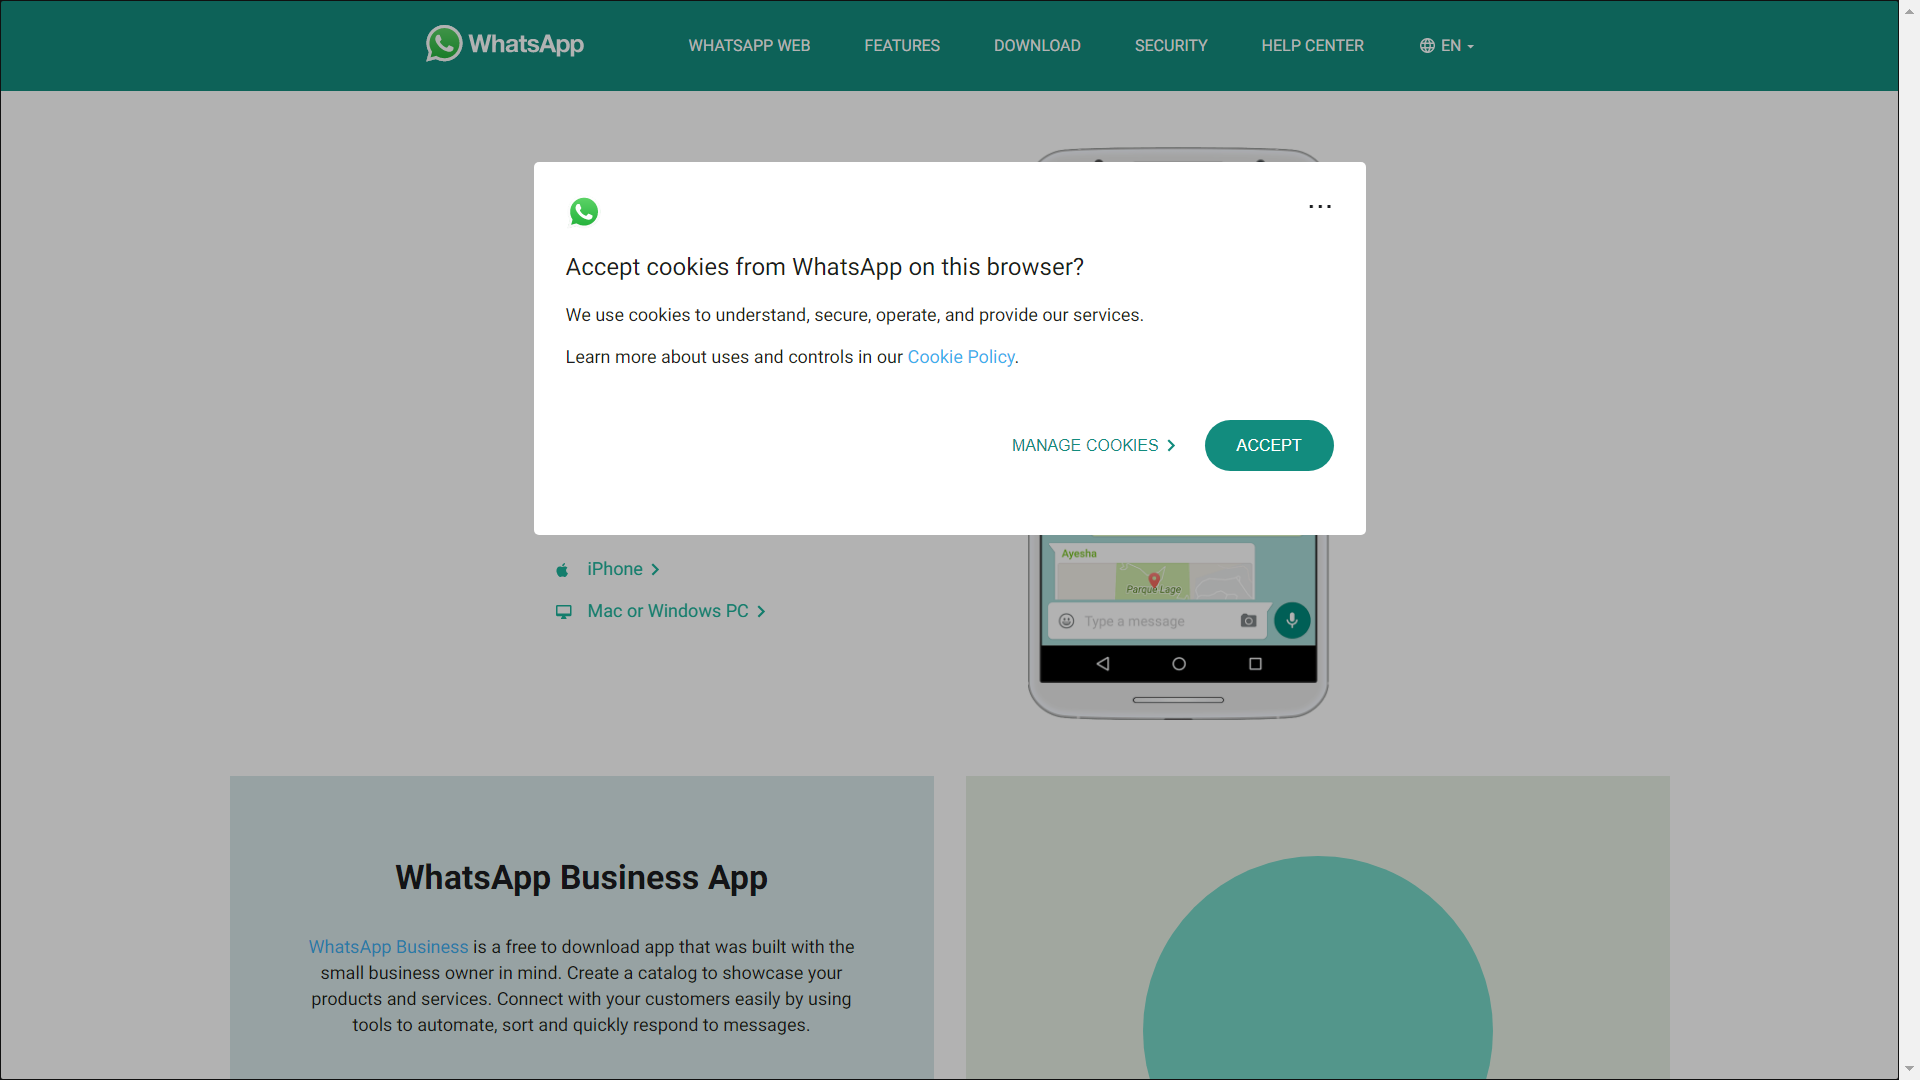 WhatsApp
WHATSAPP WEB
FEATURES
DOWNLOAD
SECURITY
HELP CENTER
EN
...
Accept cookies from WhatsApp on this browser?
We use cookies to understand, secure, operate, and provide our services.
Learn more about uses and controls in our Cookie Policy.
MANAGE COOKIES
ACCEPT
iPhone
Mac or Windows PC
Ayesha
Parque Lage
Type a message
WhatsApp Business App
WhatsApp Business is a free to download app that was built with the
small business owner in mind. Create a catalog to showcase your
products and services. Connect with your customers easily by using
tools to automate, sort and quickly respond to messages.